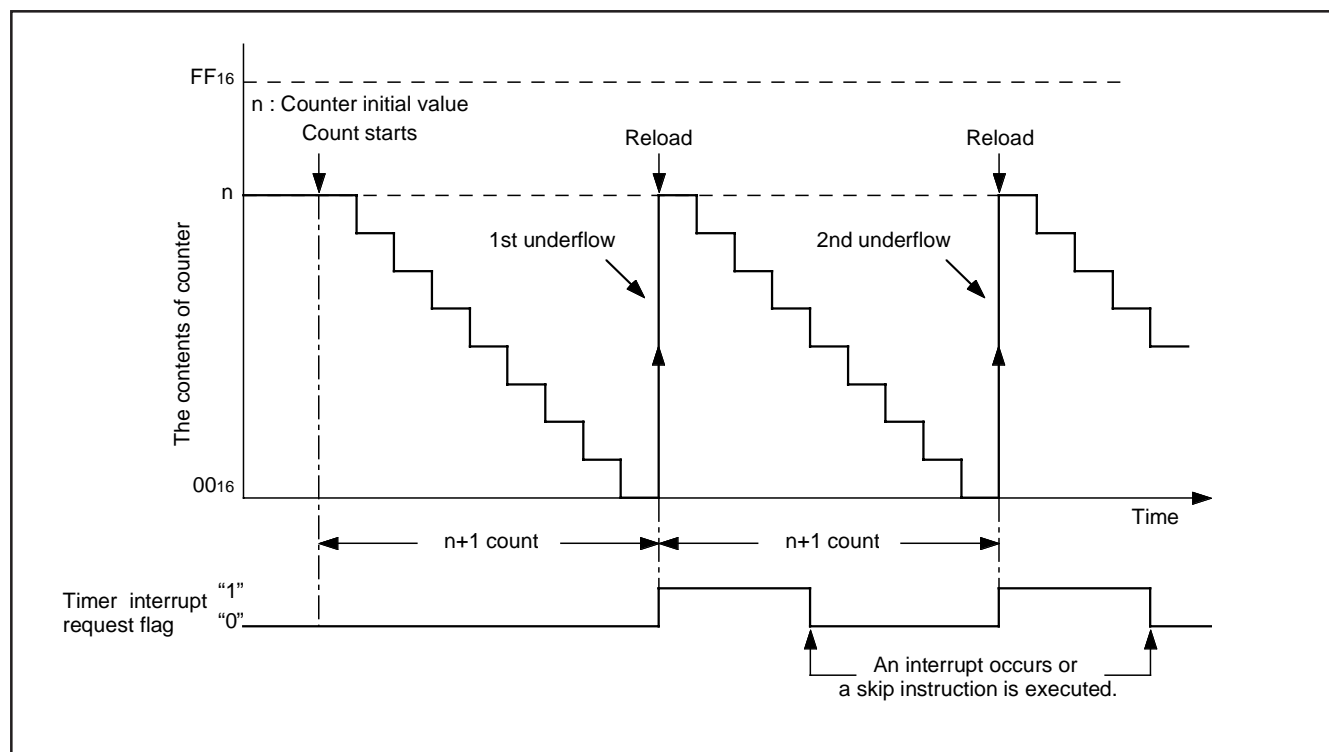 FF16
n : Counter initial value
Count starts
Reload
Reload
n
1st underflow
2nd underflow
The contents of counter
0016
Time
n+1 count
n+1 count
Timer interrupt
request flag
“1”
“0”
An interrupt occurs or
a skip instruction is executed.